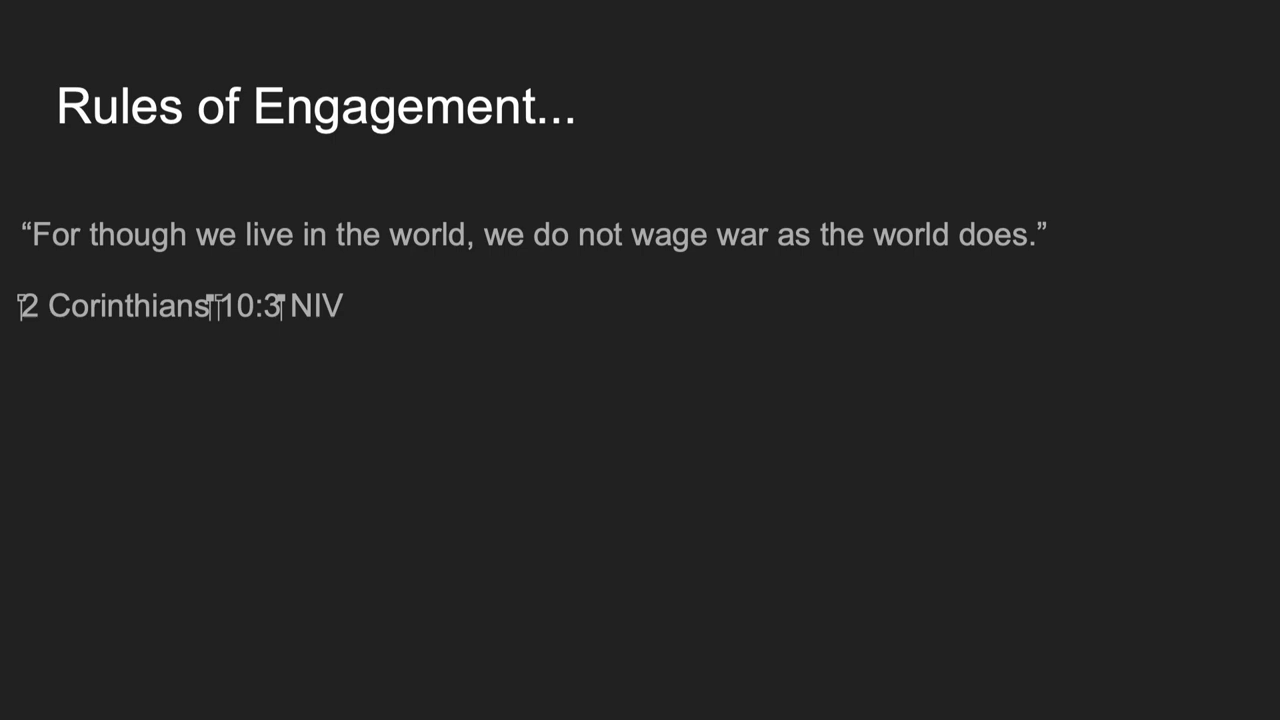 Rules of Engagement...
“For though we live in the world, we do not wage war as the world does.”
2 Corinthians 10:3 NIV